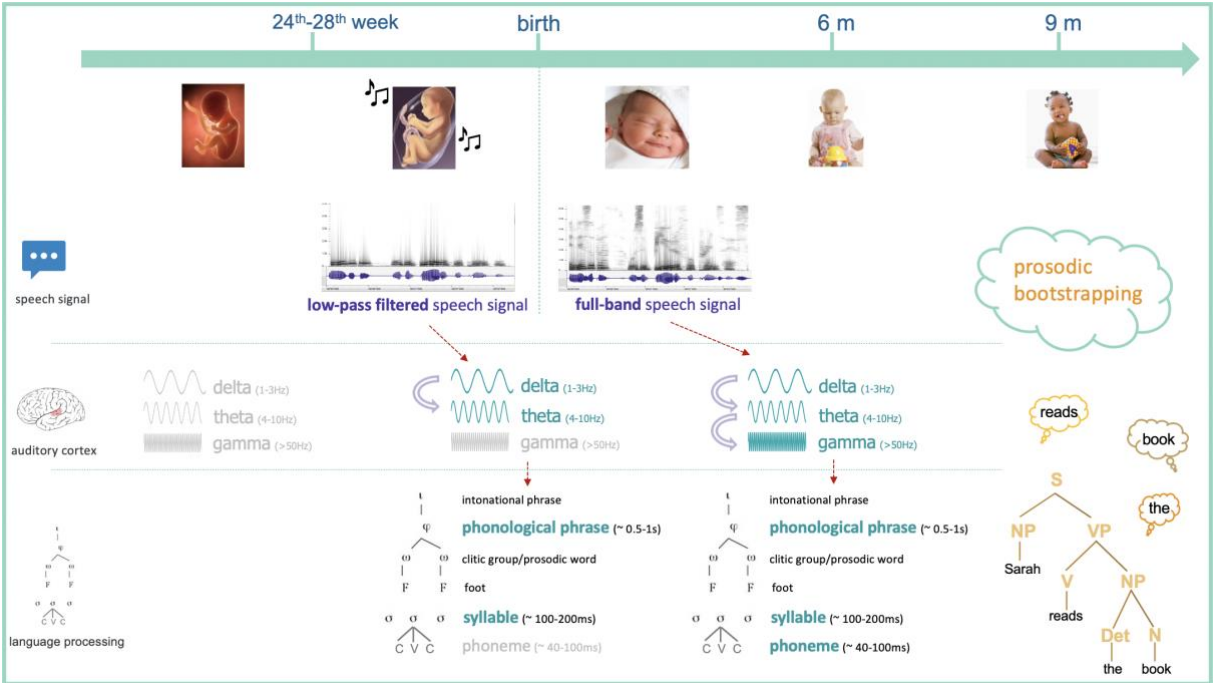 24th-28th week
birth
6 m
9 m
speech signal
low-pass filtered speech signal
full-band speech signal
prosodic
bootstrapping
auditory cortex
delta (1-3Hz)
theta (4-10Hz)
gamma (>50Hz)
delta (1-3Hz)
theta (4-10Hz)
gamma (>50Hz)
delta (1-3Hz)
theta (4-10Hz)
gamma (>50Hz)
reads
book
the
language processing
ι
φ
ω ω
F F
σ σ σ
C V C
ι intonational phrase
φ phonological phrase (~ 0.5-1s)
ω ω clitic group/prosodic word
F F foot
σ σ σ syllable (~ 100-200ms)
C V C phoneme (~ 40-100ms)
ι intonational phrase
φ phonological phrase (~ 0.5-1s)
ω ω clitic group/prosodic word
F F foot
σ σ σ syllable (~ 100-200ms)
C V C phoneme (~ 40-100ms)
S
NP VP
Sarah
V NP
reads
Det N
the book